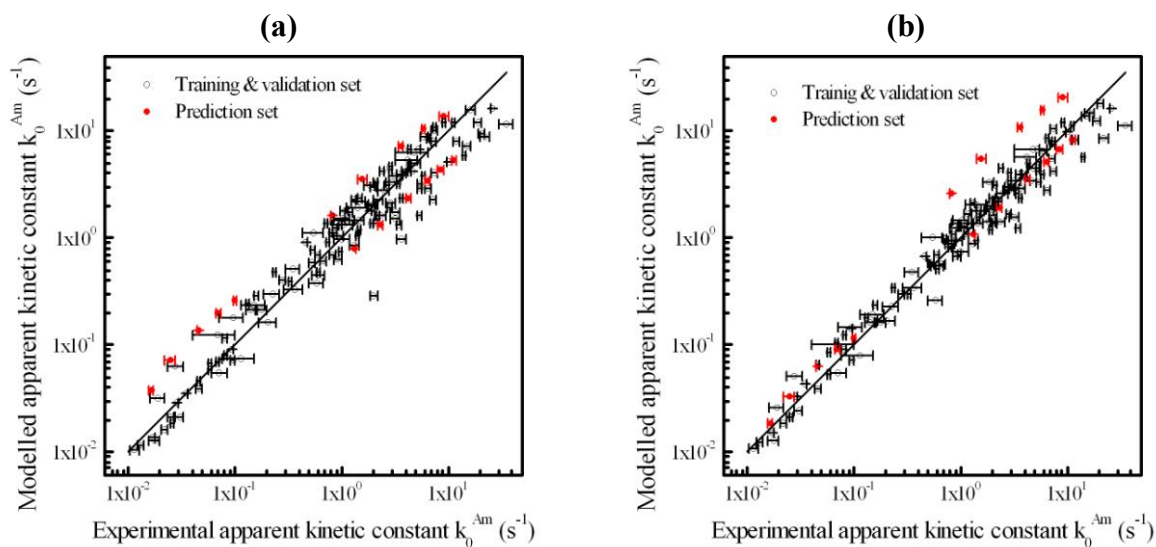 (a)
Modelled apparent kinetic constant k₀ᴬᵐ (s⁻¹)
1x10¹
1x10⁰
1x10⁻¹
1x10⁻²
Training & validation set
Prediction set
1x10⁻² 1x10⁻¹ 1x10⁰ 1x10¹
Experimental apparent kinetic constant k₀ᴬᵐ (s⁻¹)
(b)
Modelled apparent kinetic constant k₀ᴬᵐ (s⁻¹)
1x10¹
1x10⁰
1x10⁻¹
1x10⁻²
Trainig & validation set
Prediction set
1x10⁻² 1x10⁻¹ 1x10⁰ 1x10¹
Experimental apparent kinetic constant k₀ᴬᵐ (s⁻¹)